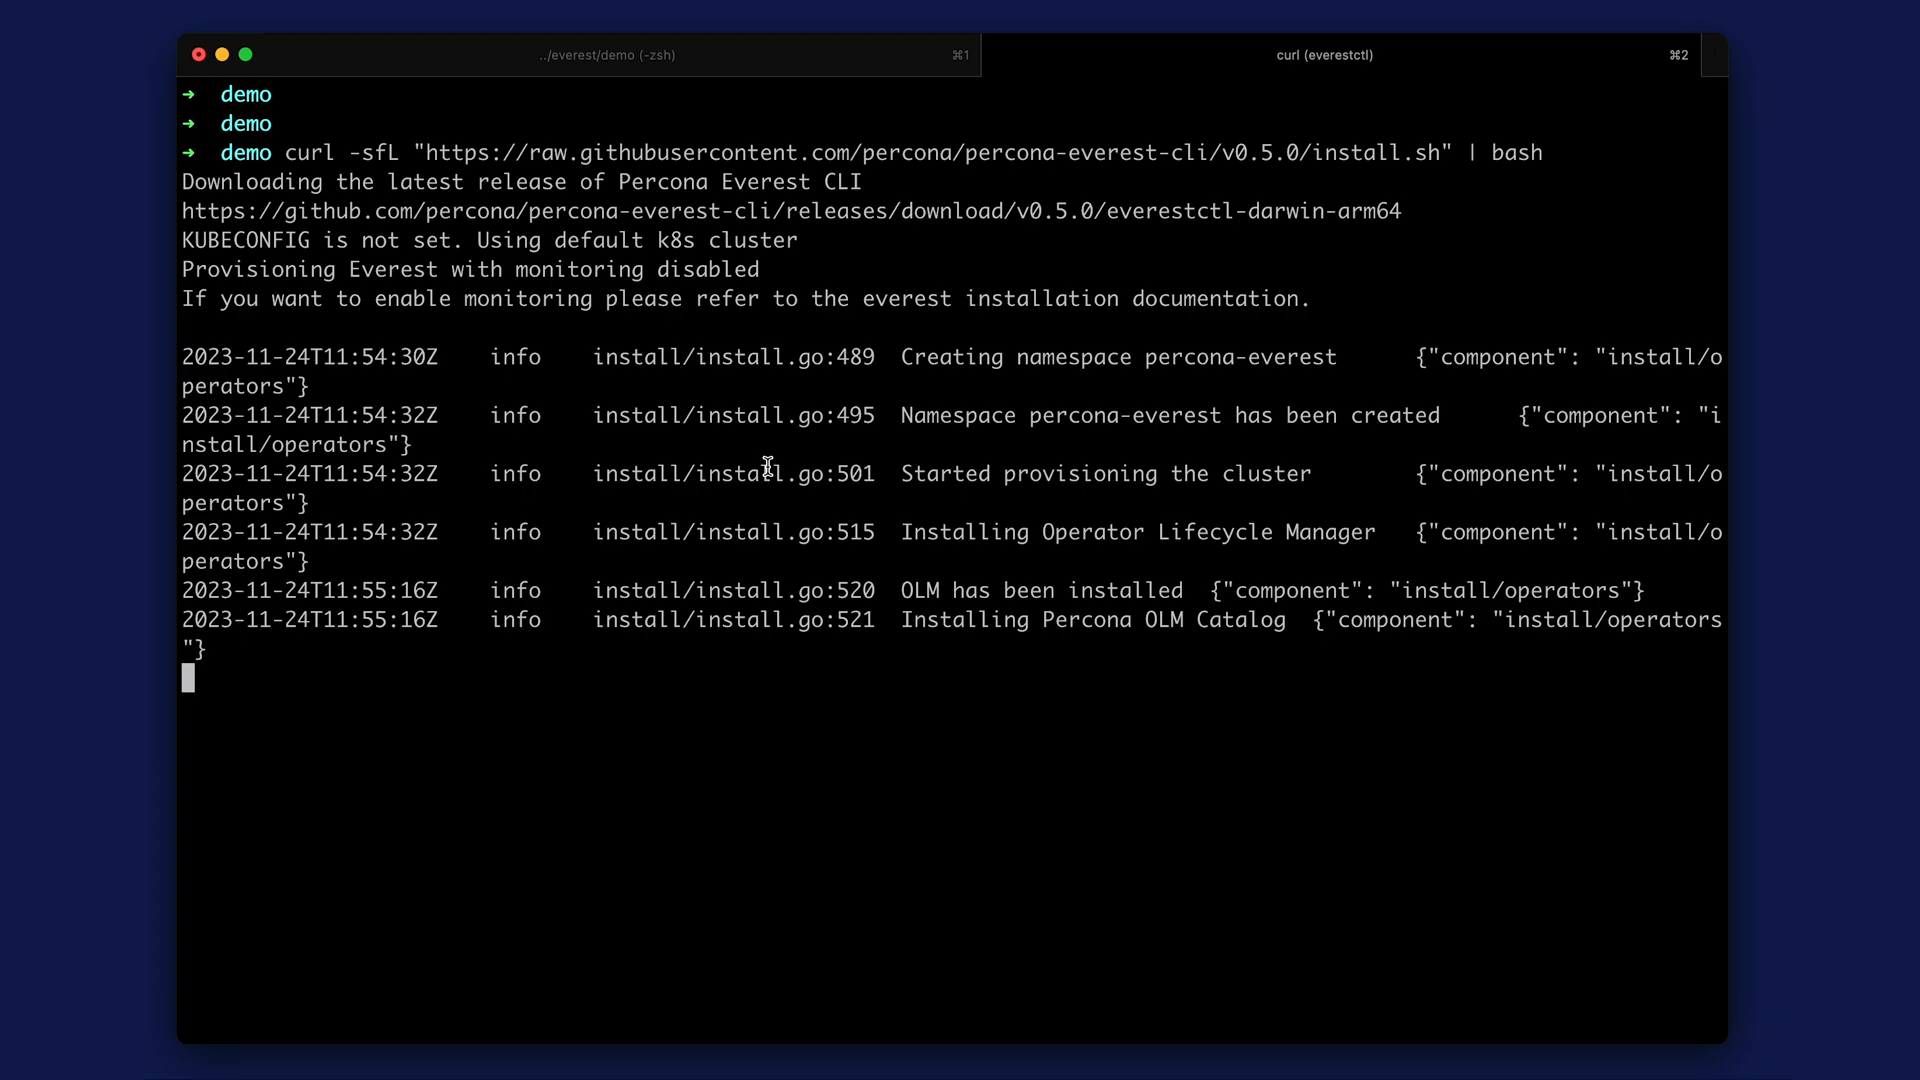 ../everest/demo (-zsh) ⌘1 curl (everestctl) ⌘2
➜ demo
➜ demo
➜ demo curl -sfL "https://raw.githubusercontent.com/percona/percona-everest-cli/v0.5.0/install.sh" | bash
Downloading the latest release of Percona Everest CLI
https://github.com/percona/percona-everest-cli/releases/download/v0.5.0/everestctl-darwin-arm64
KUBECONFIG is not set. Using default k8s cluster
Provisioning Everest with monitoring disabled
If you want to enable monitoring please refer to the everest installation documentation.
2023-11-24T11:54:30Z info install/install.go:489 Creating namespace percona-everest {"component": "install/o
perators"}
2023-11-24T11:54:32Z info install/install.go:495 Namespace percona-everest has been created {"component": "i
nstall/operators"}
2023-11-24T11:54:32Z info install/install.go:501 Started provisioning the cluster {"component": "install/o
perators"}
2023-11-24T11:54:32Z info install/install.go:515 Installing Operator Lifecycle Manager {"component": "install/o
perators"}
2023-11-24T11:55:16Z info install/install.go:520 OLM has been installed {"component": "install/operators"}
2023-11-24T11:55:16Z info install/install.go:521 Installing Percona OLM Catalog {"component": "install/operators
"}